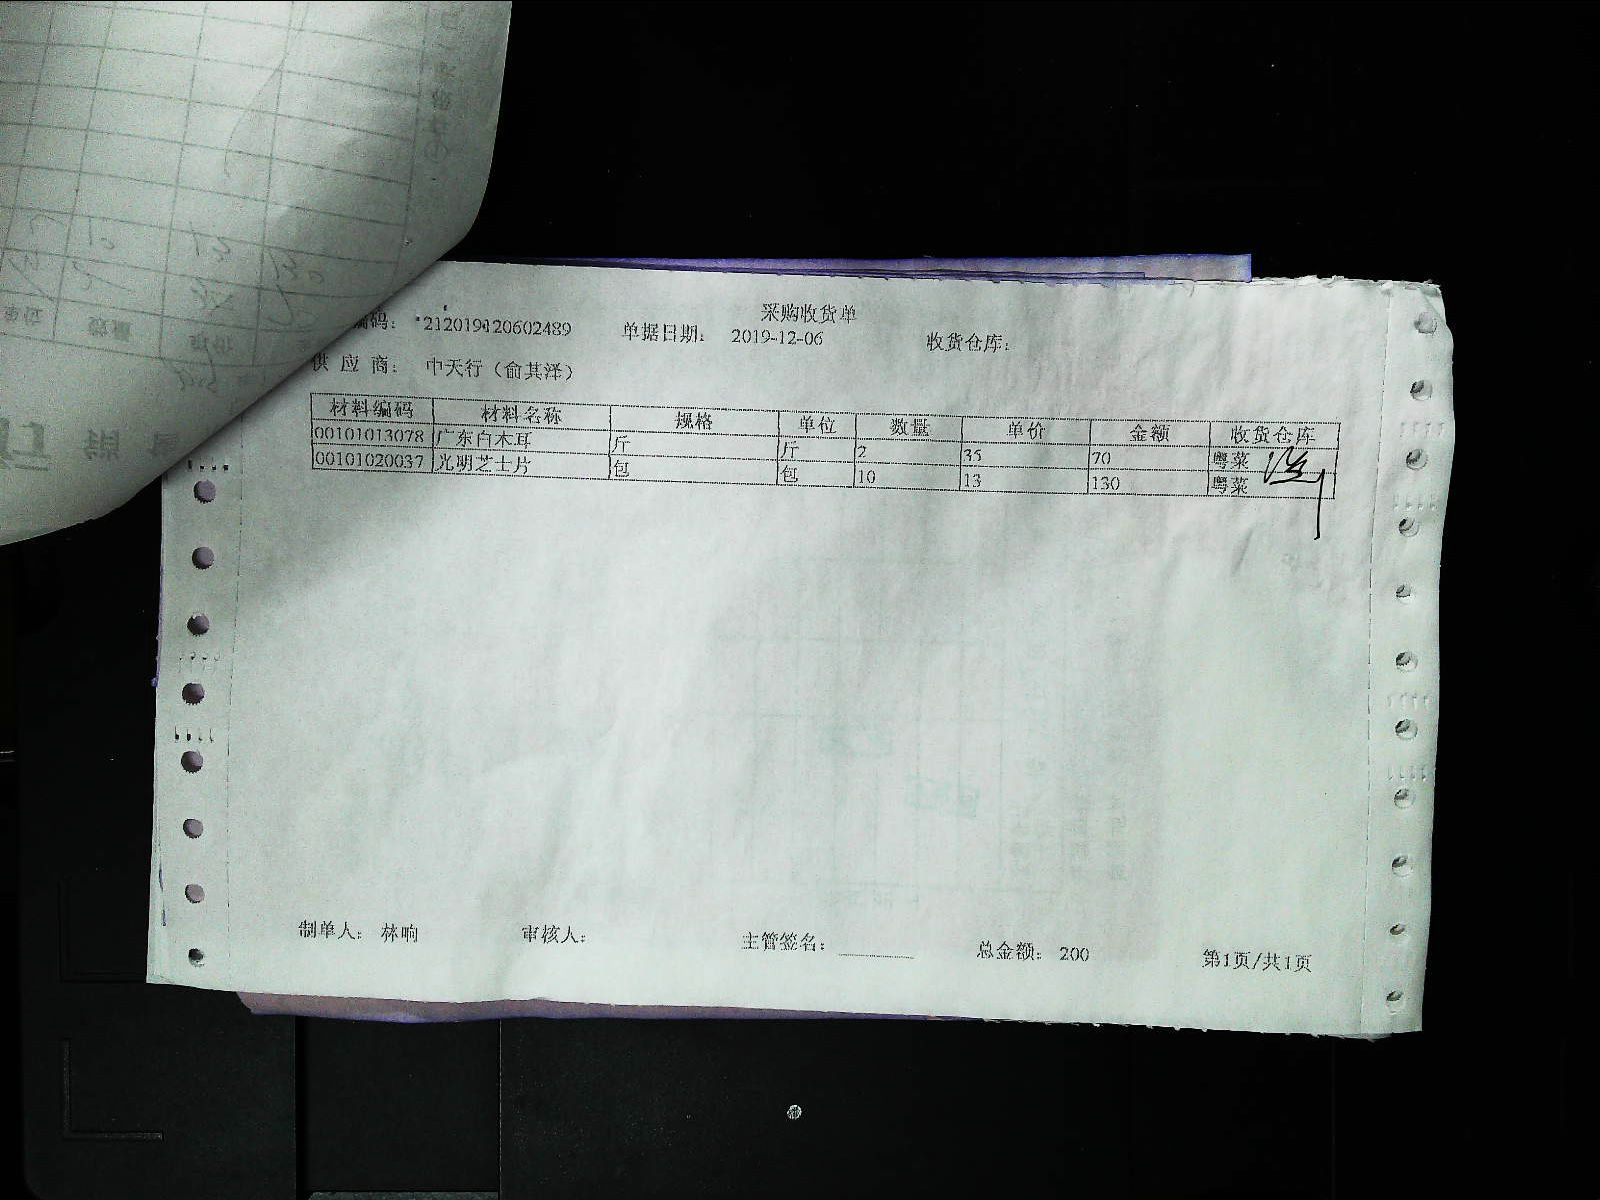 采购收货单
编码: 212019120602489 单据日期: 2019-12-06 收货仓库:
供 应 商: 中天行（俞其泽）
材料编码 材料名称 规格 单位 数量 单价 金额 收货仓库
00101013078 广东白木耳 斤 斤 2 35 70 粤菜
00101020037 光明芝士片 包 包 10 13 130 粤菜
制单人: 林响 审核人: 主管签名: 总金额: 200 第1页/共1页